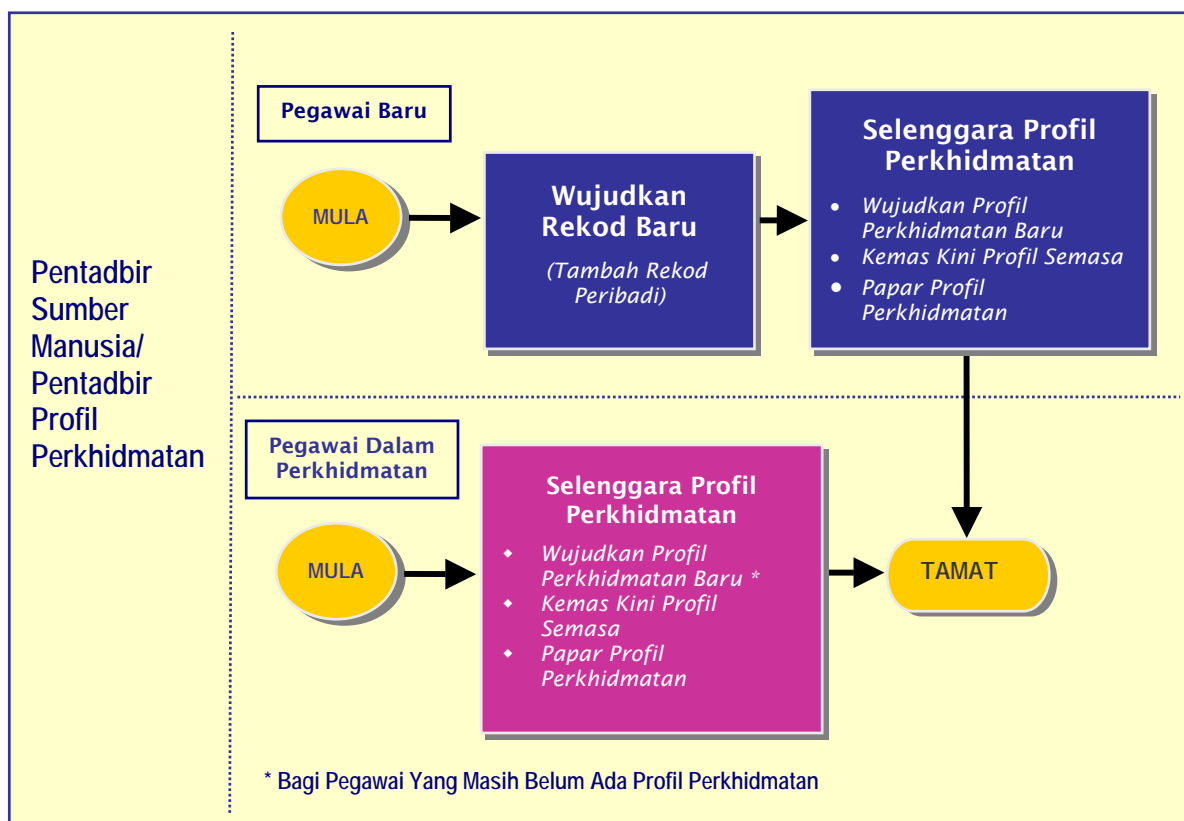 Pentadbir
Sumber
Manusia/
Pentadbir
Profil
Perkhidmatan
Pegawai Baru
MULA
Wujudkan
Rekod Baru
(Tambah Rekod
Peribadi)
Selenggara Profil
Perkhidmatan
• Wujudkan Profil
Perkhidmatan Baru
• Kemas Kini Profil Semasa
• Papar Profil
Perkhidmatan
Pegawai Dalam
Perkhidmatan
MULA
Selenggara Profil
Perkhidmatan
◆ Wujudkan Profil
Perkhidmatan Baru *
◆ Kemas Kini Profil
Semasa
◆ Papar Profil
Perkhidmatan
TAMAT
* Bagi Pegawai Yang Masih Belum Ada Profil Perkhidmatan